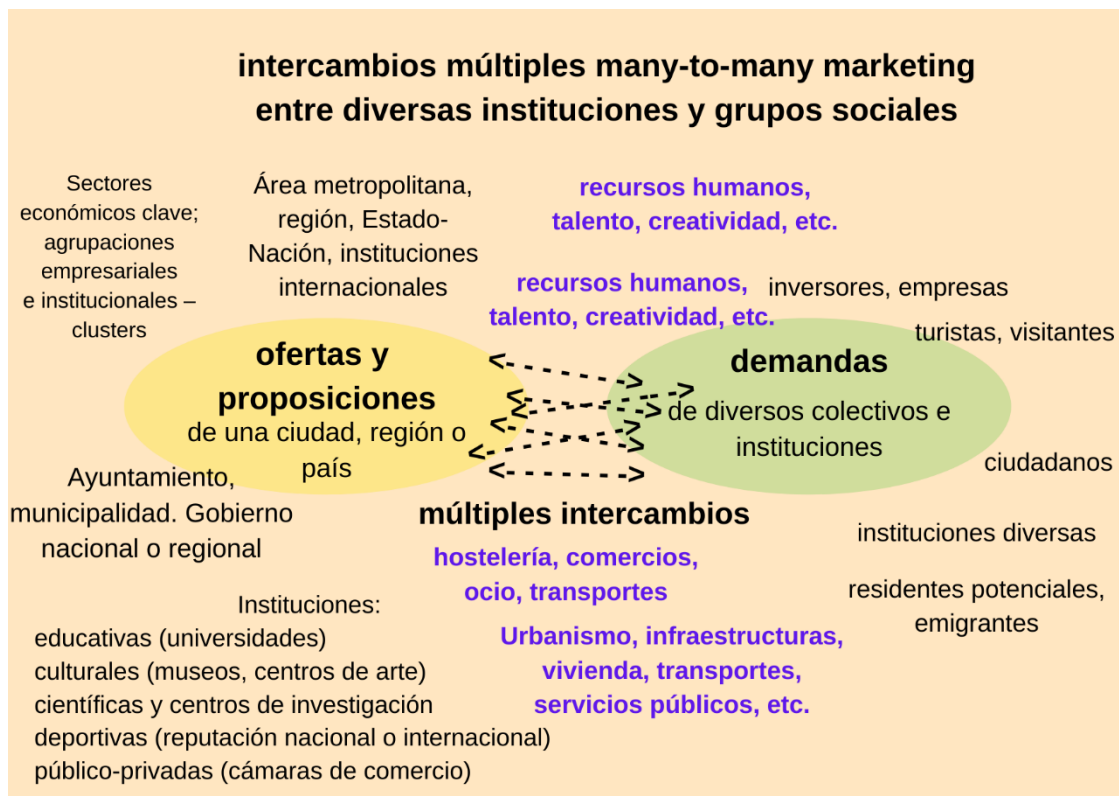 intercambios múltiples many-to-many marketing
entre diversas instituciones y grupos sociales
Sectores
económicos clave;
agrupaciones
empresariales
e institucionales –
clusters
Área metropolitana,
región, Estado-
Nación, instituciones
internacionales
recursos humanos,
talento, creatividad, etc.
recursos humanos,
talento, creatividad, etc.
inversores, empresas
turistas, visitantes
ofertas y
proposiciones
de una ciudad, región o
país
demandas
de diversos colectivos e
instituciones
Ayuntamiento,
municipalidad. Gobierno
nacional o regional
ciudadanos
múltiples intercambios
hostelería, comercios,
ocio, transportes
instituciones diversas
residentes potenciales,
emigrantes
Instituciones:
educativas (universidades)
culturales (museos, centros de arte)
científicas y centros de investigación
deportivas (reputación nacional o internacional)
público-privadas (cámaras de comercio)
Urbanismo, infraestructuras,
vivienda, transportes,
servicios públicos, etc.